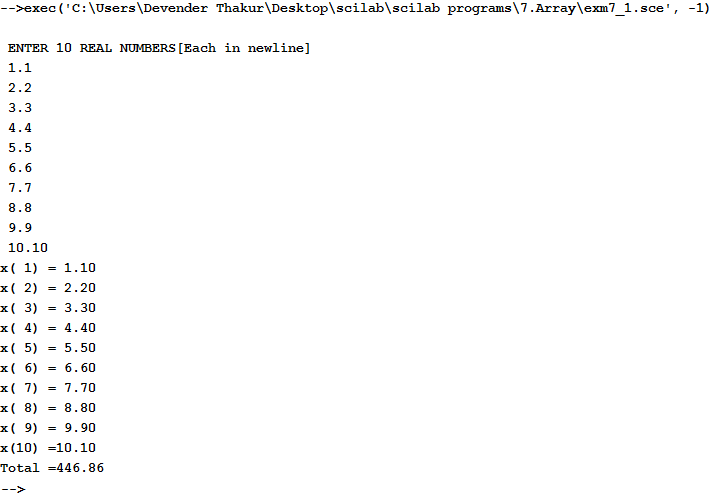 -->exec('C:\Users\Devender Thakur\Desktop\scilab\scilab programs\7.Array\exm7_1.sce', -1)
ENTER 10 REAL NUMBERS[Each in newline]
1.1
2.2
3.3
4.4
5.5
6.6
7.7
8.8
9.9
10.10
x( 1) = 1.10
x( 2) = 2.20
x( 3) = 3.30
x( 4) = 4.40
x( 5) = 5.50
x( 6) = 6.60
x( 7) = 7.70
x( 8) = 8.80
x( 9) = 9.90
x(10) =10.10
Total =446.86
-->